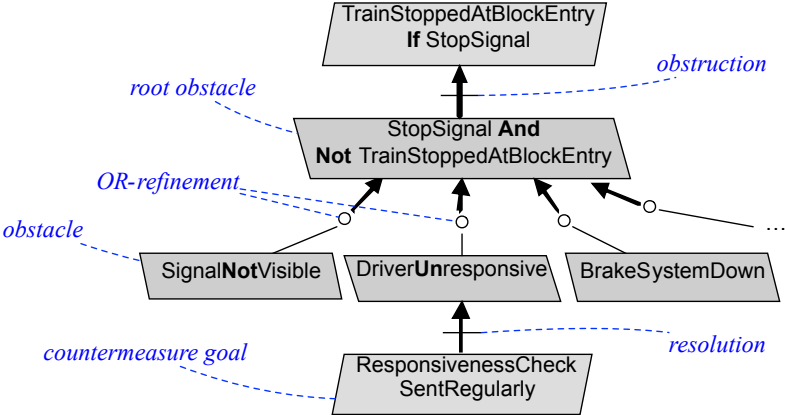 TrainStoppedAtBlockEntry
If StopSignal
obstruction
root obstacle
StopSignal And
Not TrainStoppedAtBlockEntry
OR-refinement
obstacle
...
SignalNotVisible
DriverUnresponsive
BrakeSystemDown
resolution
countermeasure goal
ResponsivenessCheck
SentRegularly